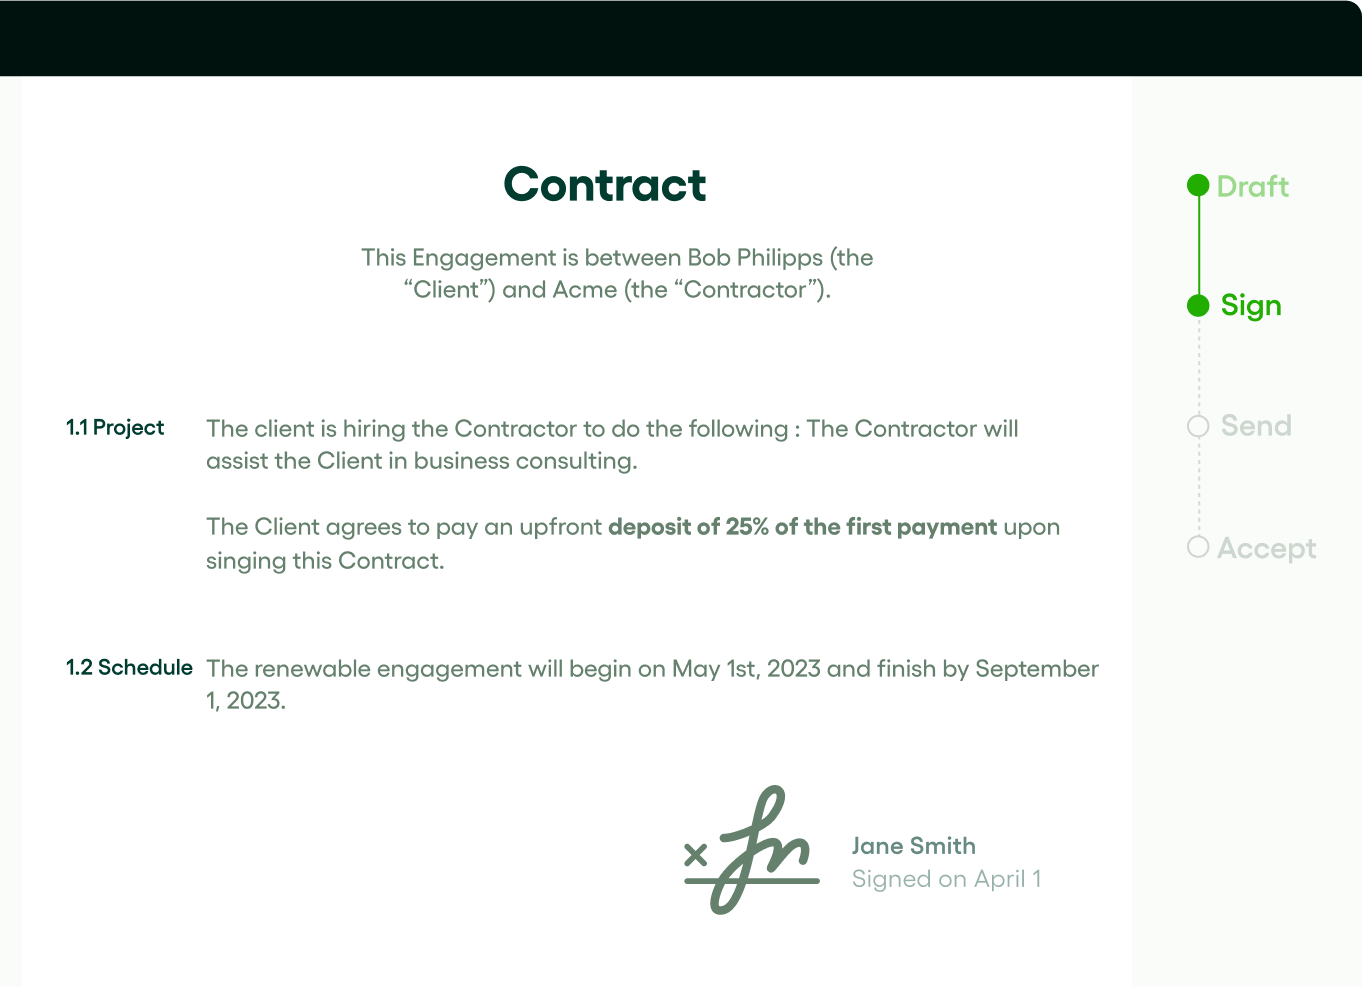 Contract
This Engagement is between Bob Philipps (the
“Client”) and Acme (the “Contractor”).
1.1 Project
The client is hiring the Contractor to do the following : The Contractor will
assist the Client in business consulting.
The Client agrees to pay an upfront deposit of 25% of the first payment upon
singing this Contract.
1.2 Schedule
The renewable engagement will begin on May 1st, 2023 and finish by September
1, 2023.
×
Jane Smith
Signed on April 1
Draft
Sign
Send
Accept